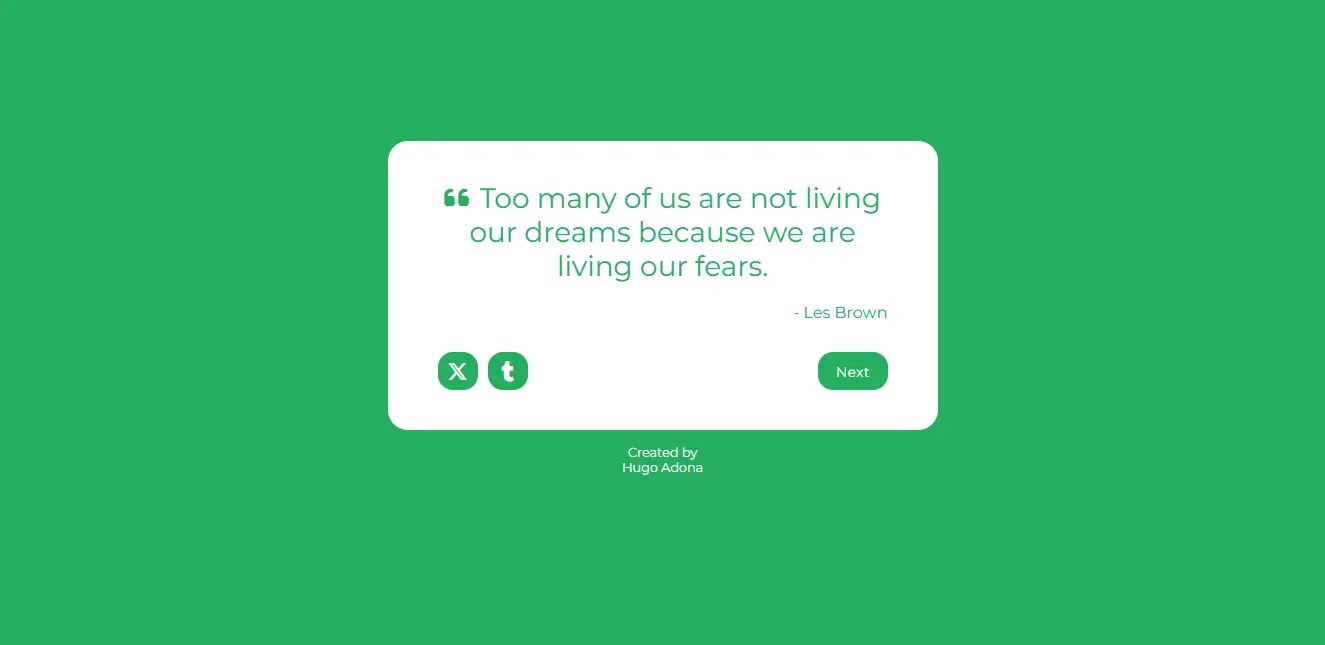 “ Too many of us are not living
our dreams because we are
living our fears.
- Les Brown
X t Next
Created by
Hugo Adona